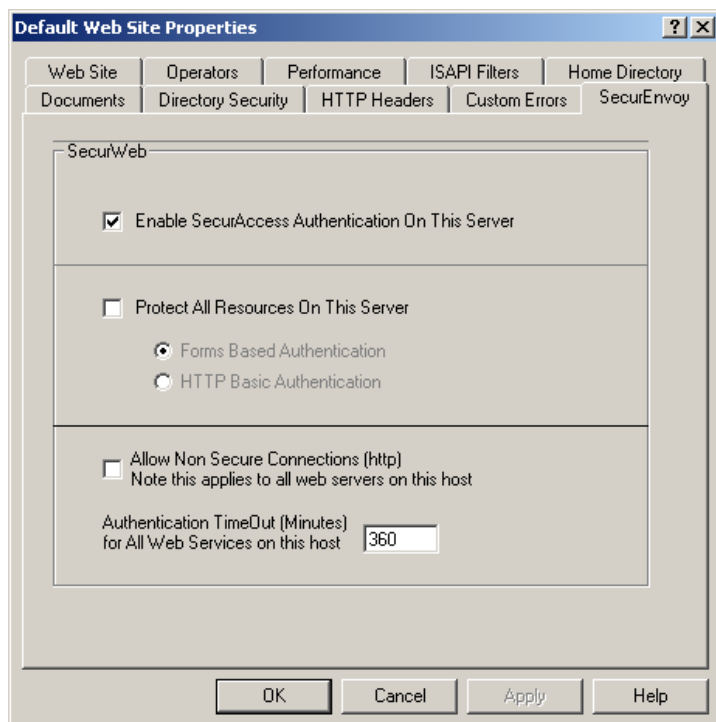 Default Web Site Properties
?
Web Site
Operators
Performance
ISAPI Filters
Home Directory
Documents
Directory Security
HTTP Headers
Custom Errors
SecurEnvoy
SecurWeb
Enable SecurAccess Authentication On This Server
Protect All Resources On This Server
Forms Based Authentication
HTTP Basic Authentication
Allow Non Secure Connections (http)
Note this applies to all web servers on this host
Authentication TimeOut (Minutes)
for All Web Services on this host
360
OK
Cancel
Apply
Help